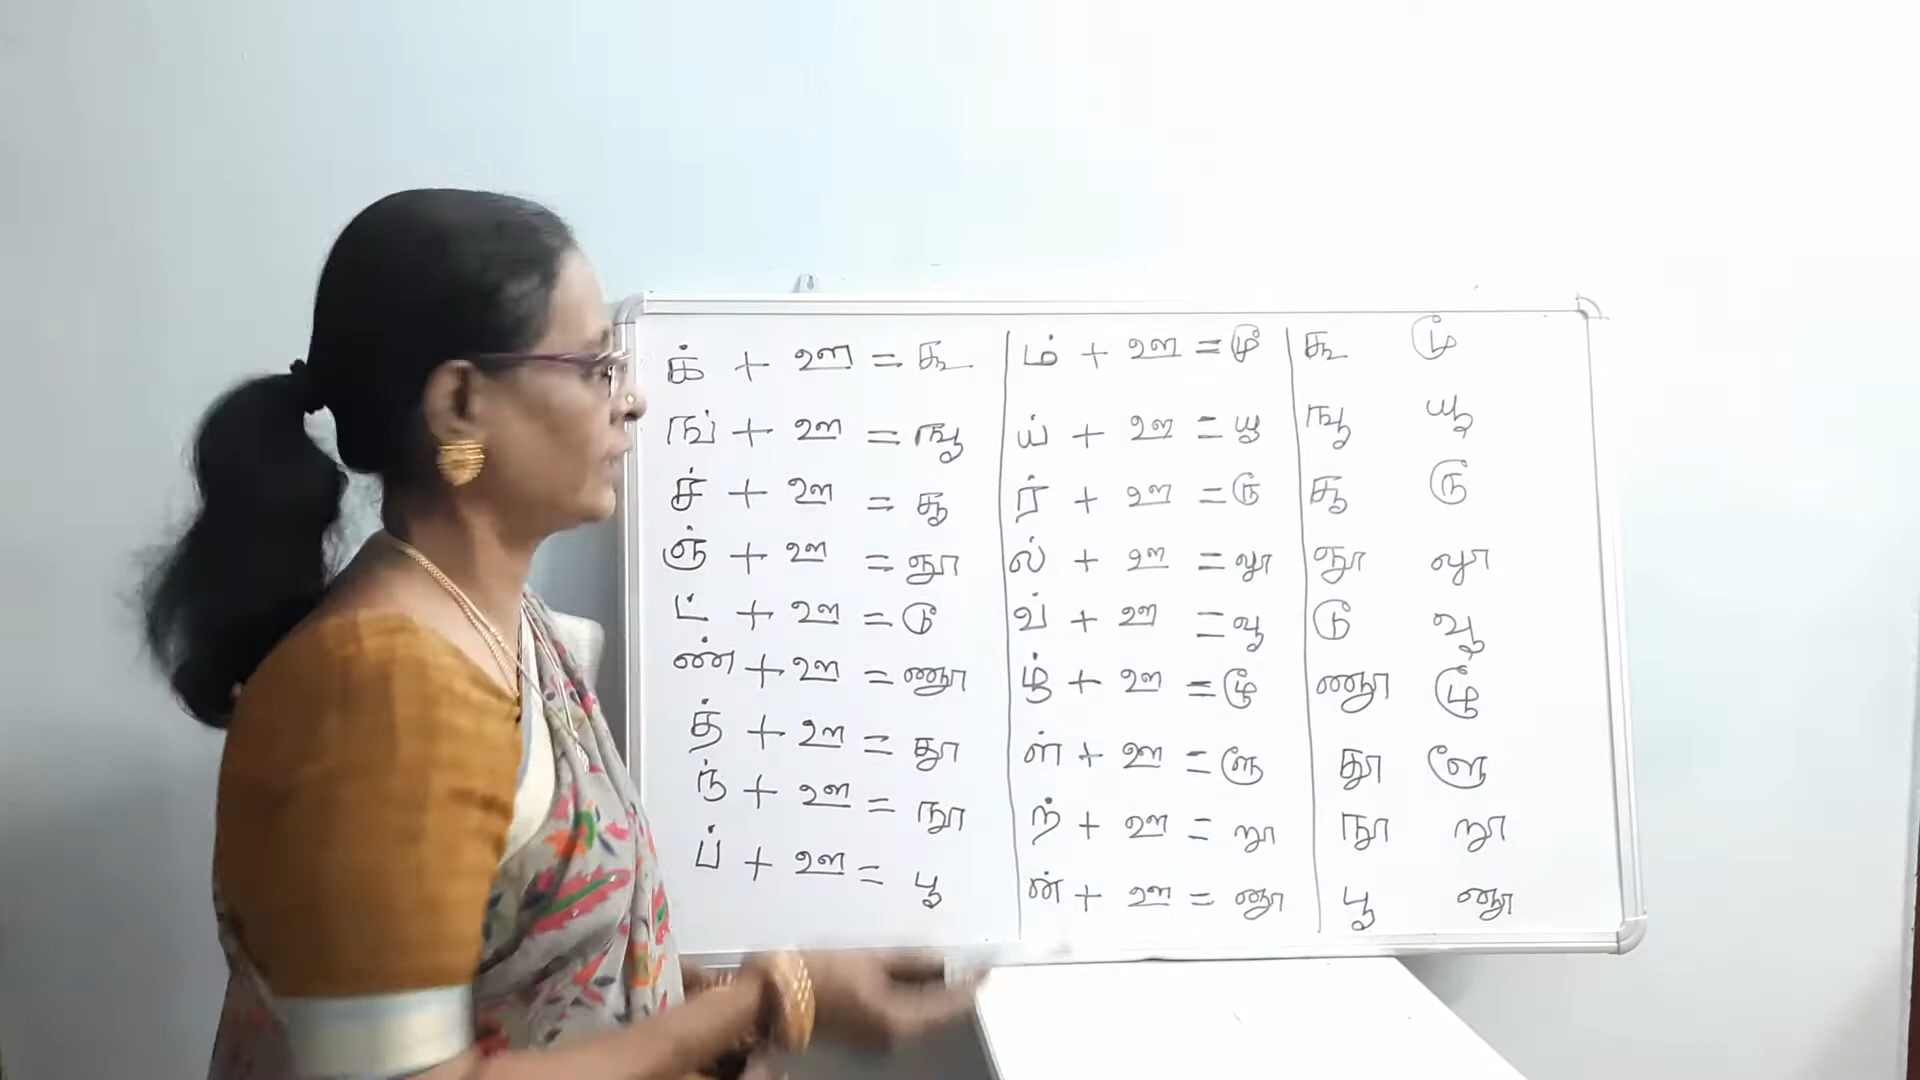 க் + ஊ = கூ
ங் + ஊ = ஙூ
ச் + ஊ = சூ
ஞ் + ஊ = ஞூ
ட் + ஊ = டூ
ண் + ஊ = ணூ
த் + ஊ = தூ
ந் + ஊ = நூ
ப் + ஊ = பூ
ம் + ஊ = மூ
ய் + ஊ = யூ
ர் + ஊ = ரூ
ல் + ஊ = லூ
வ் + ஊ = வூ
ழ் + ஊ = ழூ
ள் + ஊ = ளூ
ற் + ஊ = றூ
ன் + ஊ = னூ
கூ மூ
ஙூ யூ
சூ ரூ
ஞூ லூ
டூ வூ
ணூ ழூ
தூ ளூ
நூ றூ
பூ னூ